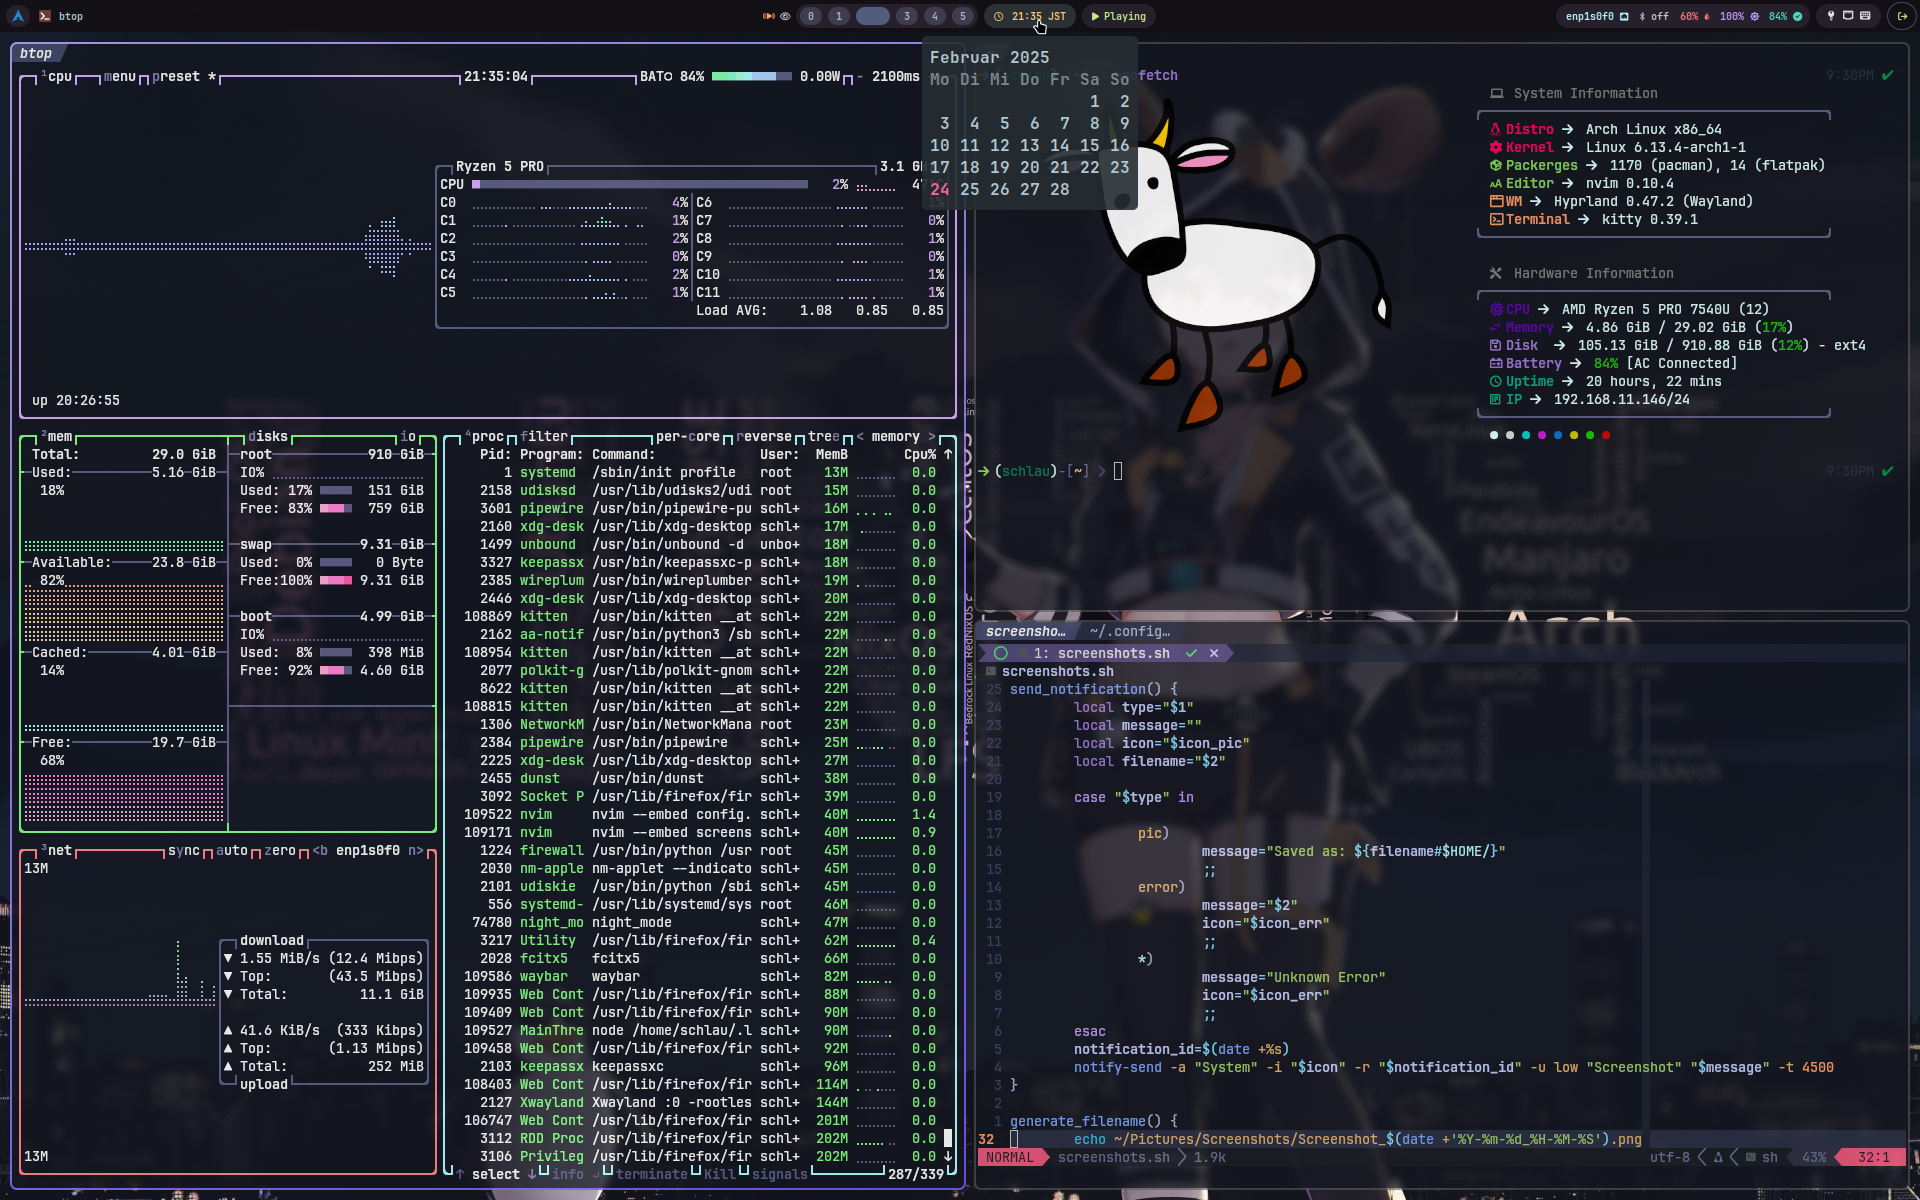 btop
0 1 3 4 5
21:35 JST
Playing
enp1s0f0 off 60% 100% 84%
btop
¹cpu menu preset * 21:35:04 BAT○ 84% 0.00W - 2100ms
Ryzen 5 PRO 3.1 G
CPU 2% 4
C0 4% C6
C1 1% C7 0%
C2 2% C8 1%
C3 0% C9 0%
C4 2% C10 1%
C5 1% C11 1%
Load AVG: 1.08 0.85 0.85
up 20:26:55
Februar 2025
Mo Di Mi Do Fr Sa So
1 2
3 4 5 6 7 8 9
10 11 12 13 14 15 16
17 18 19 20 21 22 23
24 25 26 27 28
fetch 9:30PM ✔
System Information
Distro → Arch Linux x86_64
Kernel → Linux 6.13.4-arch1-1
Packerges → 1170 (pacman), 14 (flatpak)
Editor → nvim 0.10.4
WM → Hyprland 0.47.2 (Wayland)
Terminal → kitty 0.39.1
Hardware Information
CPU → AMD Ryzen 5 PRO 7540U (12)
Memory → 4.86 GiB / 29.02 GiB (17%)
Disk → 105.13 GiB / 910.88 GiB (12%) - ext4
Battery → 84% [AC Connected]
Uptime → 20 hours, 22 mins
IP → 192.168.11.146/24
→ (schlau)-[~] > 9:30PM ✔
²mem disks io
Total: 29.0 GiB
Used: 5.16 GiB
18%
Available: 23.8 GiB
82%
Cached: 4.01 GiB
14%
Free: 19.7 GiB
68%
root 910 GiB
IO%
Used: 17% 151 GiB
Free: 83% 759 GiB
swap 9.31 GiB
Used: 0% 0 Byte
Free:100% 9.31 GiB
boot 4.99 GiB
IO%
Used: 8% 398 MiB
Free: 92% 4.60 GiB
³net sync auto zero <b enp1s0f0 n>
13M
download
▼ 1.55 MiB/s (12.4 Mibps)
▼ Top: (43.5 Mibps)
▼ Total: 11.1 GiB
▲ 41.6 KiB/s (333 Kibps)
▲ Top: (1.13 Mibps)
▲ Total: 252 MiB
upload
13M
⁴proc filter per-core reverse tree < memory >
Pid: Program: Command: User: MemB Cpu% ↑
1 systemd /sbin/init profile root 13M 0.0
2158 udisksd /usr/lib/udisks2/udi root 15M 0.0
3601 pipewire /usr/bin/pipewire-pu schl+ 16M 0.0
2160 xdg-desk /usr/lib/xdg-desktop schl+ 17M 0.0
1499 unbound /usr/bin/unbound -d unbo+ 18M 0.0
3327 keepassx /usr/bin/keepassxc-p schl+ 18M 0.0
2385 wireplum /usr/bin/wireplumber schl+ 19M 0.0
2446 xdg-desk /usr/lib/xdg-desktop schl+ 20M 0.0
108869 kitten /usr/bin/kitten __at schl+ 22M 0.0
2162 aa-notif /usr/bin/python3 /sb schl+ 22M 0.0
108954 kitten /usr/bin/kitten __at schl+ 22M 0.0
2077 polkit-g /usr/lib/polkit-gnom schl+ 22M 0.0
8622 kitten /usr/bin/kitten __at schl+ 22M 0.0
108815 kitten /usr/bin/kitten __at schl+ 22M 0.0
1306 NetworkM /usr/bin/NetworkMana root 23M 0.0
2384 pipewire /usr/bin/pipewire schl+ 25M 0.0
2225 xdg-desk /usr/lib/xdg-desktop schl+ 27M 0.0
2455 dunst /usr/bin/dunst schl+ 38M 0.0
3092 Socket P /usr/lib/firefox/fir schl+ 39M 0.0
109522 nvim nvim --embed config. schl+ 40M 1.4
109171 nvim nvim --embed screens schl+ 40M 0.9
1224 firewall /usr/bin/python /usr root 45M 0.0
2030 nm-apple nm-applet --indicato schl+ 45M 0.0
2101 udiskie /usr/bin/python /sbi schl+ 45M 0.0
556 systemd- /usr/lib/systemd/sys root 46M 0.0
74780 night_mo night_mode schl+ 47M 0.0
3217 Utility /usr/lib/firefox/fir schl+ 62M 0.4
2028 fcitx5 fcitx5 schl+ 66M 0.0
109586 waybar waybar schl+ 82M 0.0
109935 Web Cont /usr/lib/firefox/fir schl+ 88M 0.0
109409 Web Cont /usr/lib/firefox/fir schl+ 90M 0.0
109527 MainThre node /home/schlau/.l schl+ 90M 0.0
109458 Web Cont /usr/lib/firefox/fir schl+ 92M 0.0
2103 keepassx keepassxc schl+ 96M 0.0
108403 Web Cont /usr/lib/firefox/fir schl+ 114M 0.0
2127 Xwayland Xwayland :0 -rootles schl+ 144M 0.0
106747 Web Cont /usr/lib/firefox/fir schl+ 201M 0.0
3112 RDD Proc /usr/lib/firefox/fir schl+ 202M 0.0
3106 Privileg /usr/lib/firefox/fir schl+ 202M 0.0 ↓
↑ select ↓ info ↵ terminate Kill signals 287/339
EndeavourOS
Manjaro
Arch
screensho… ~/.config…
1: screenshots.sh ✓ ×
screenshots.sh
25 send_notification() {
24 local type="$1"
23 local message=""
22 local icon="$icon_pic"
21 local filename="$2"
20
19 case "$type" in
18
17 pic)
16 message="Saved as: ${filename#$HOME/}"
15 ;;
14 error)
13 message="$2"
12 icon="$icon_err"
11 ;;
10 *)
9 message="Unknown Error"
8 icon="$icon_err"
7 ;;
6 esac
5 notification_id=$(date +%s)
4 notify-send -a "System" -i "$icon" -r "$notification_id" -u low "Screenshot" "$message" -t 4500
3 }
2
1 generate_filename() {
32 echo ~/Pictures/Screenshots/Screenshot_$(date +'%Y-%m-%d_%H-%M-%S').png
NORMAL screenshots.sh 1.9k utf-8 sh 43% 32:1